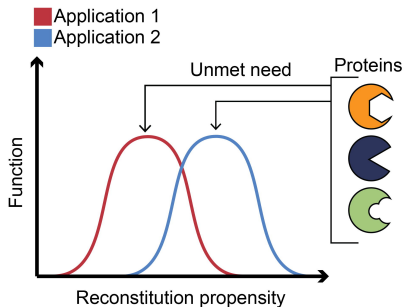 Application 1
Application 2
Unmet need
Proteins
Function
Reconstitution propensity